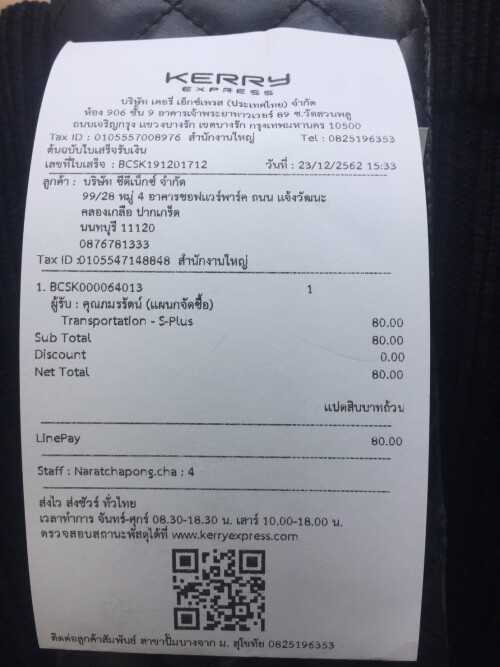 KERRY
EXPRESS
บริษัท เคอรี่ เอ็กซ์เพรส (ประเทศไทย) จำกัด
ห้อง 906 ชั้น 9 อาคารเจ้าพระยาทาวเวอร์ 89 ซ.วัดสวนพลู
ถนนเจริญกรุง แขวงบางรัก เขตบางรัก กรุงเทพมหานคร 10500
Tax ID : 0105557008976 สำนักงานใหญ่ Tel : 0825196353
ต้นฉบับใบเสร็จรับเงิน
เลขที่ใบเสร็จ : BCSK191201712 วันที่ : 23/12/2562 15:33
ลูกค้า : บริษัท ซีดีเน็กซ์ จำกัด
99/28 หมู่ 4 อาคารซอฟแวร์พาร์ค ถนน แจ้งวัฒนะ
คลองเกลือ ปากเกร็ด
นนทบุรี 11120
0876781333
Tax ID :0105547148848 สำนักงานใหญ่
1. BCSK000064013 1
ผู้รับ : คุณภมรรัตน์ (แผนกจัดซื้อ)
Transportation - S-Plus 80.00
Sub Total 80.00
Discount 0.00
Net Total 80.00
แปดสิบบาทถ้วน
LinePay 80.00
Staff : Naratchapong.cha : 4
ส่งไว ส่งชัวร์ ทั่วไทย
เวลาทำการ จันทร์-ศุกร์ 08.30-18.30 น. เสาร์ 10.00-18.00 น.
ตรวจสอบสถานะพัสดุได้ที่ www.kerryexpress.com
ติดต่อลูกค้าสัมพันธ์ สาขาปั๊มบางจาก ม. สุโขทัย 0825196353